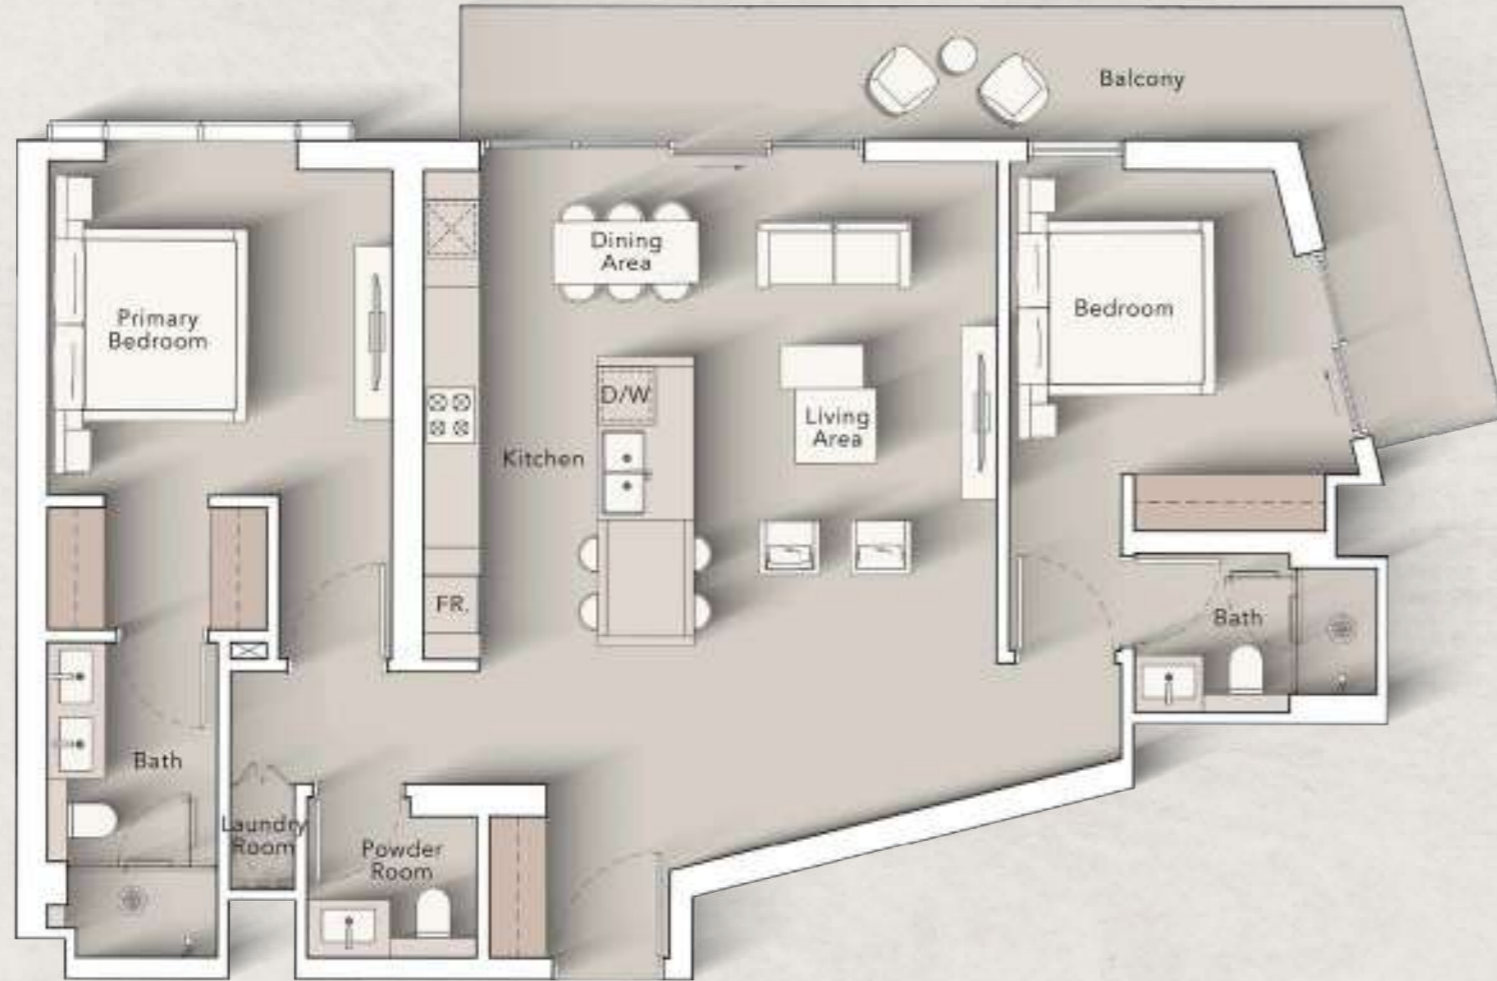 Balcony
Dining
Area
Primary
Bedroom
Bedroom
D/W
Living
Area
Kitchen
FR.
Bath
Bath
Laundry
Room
Powder
Room